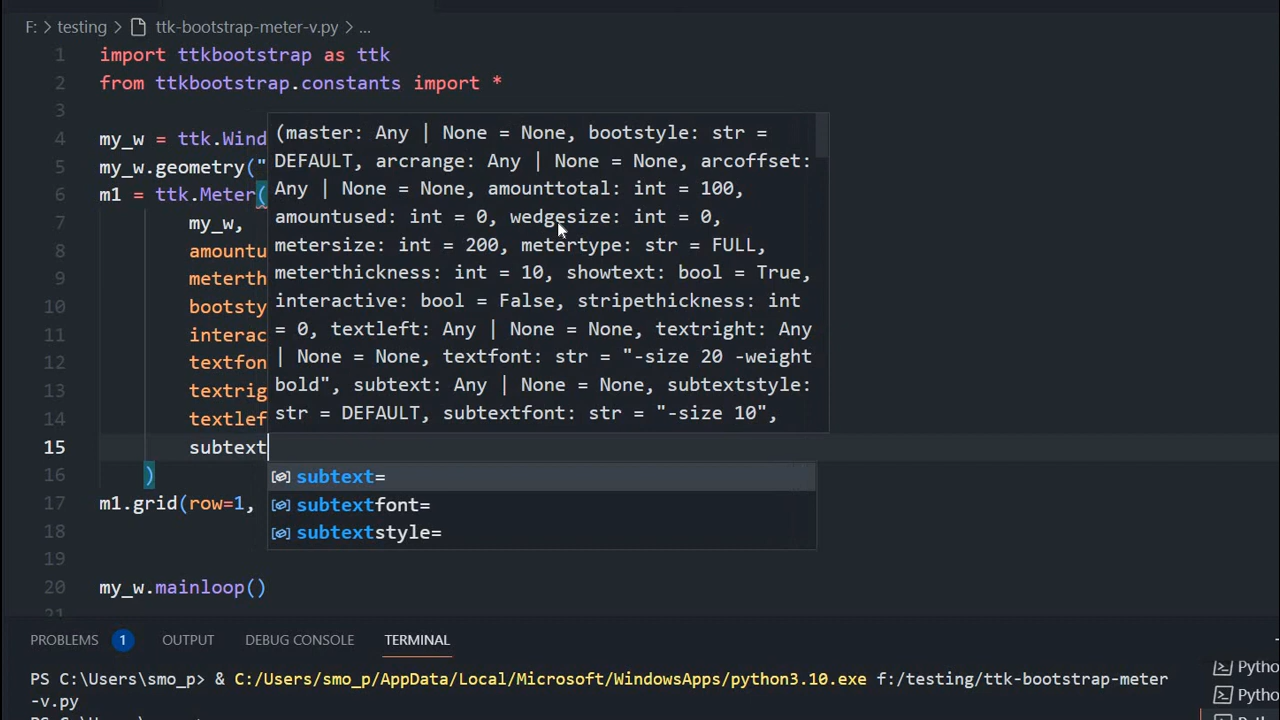 F: > testing > ttk-bootstrap-meter-v.py > ...
1 import ttkbootstrap as ttk
2 from ttkbootstrap.constants import *
3
4 my_w = ttk.Wind
5 my_w.geometry("
6 m1 = ttk.Meter(
7 my_w,
8 amountu
9 meterth
10 bootsty
11 interac
12 textfon
13 textrig
14 textlef
15 subtext
16 )
17 m1.grid(row=1,
18
19
20 my_w.mainloop()
21
(master: Any | None = None, bootstyle: str =
DEFAULT, arcrange: Any | None = None, arcoffset:
Any | None = None, amounttotal: int = 100,
amountused: int = 0, wedgesize: int = 0,
metersize: int = 200, metertype: str = FULL,
meterthickness: int = 10, showtext: bool = True,
interactive: bool = False, stripethickness: int
= 0, textleft: Any | None = None, textright: Any
| None = None, textfont: str = "-size 20 -weight
bold", subtext: Any | None = None, subtextstyle:
str = DEFAULT, subtextfont: str = "-size 10",
subtext=
subtextfont=
subtextstyle=
PROBLEMS 1 OUTPUT DEBUG CONSOLE TERMINAL
PS C:\Users\smo_p> & C:/Users/smo_p/AppData/Local/Microsoft/WindowsApps/python3.10.exe f:/testing/ttk-bootstrap-meter
-v.py
PS C:\Users\smo_p>
Pytho
Pytho